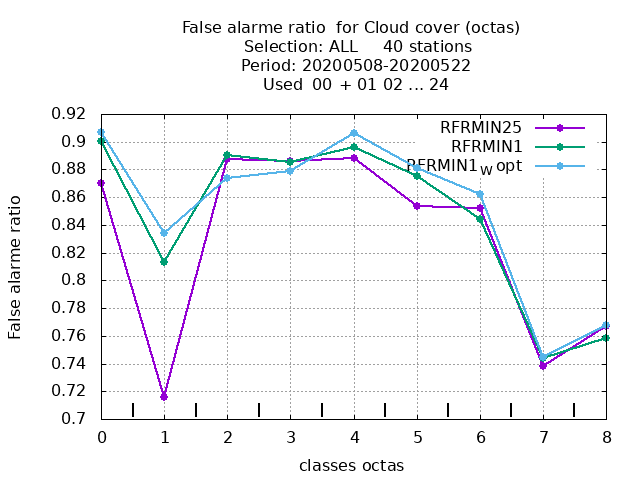 False alarme ratio  for Cloud cover (octas)
Selection: ALL     40 stations
Period: 20200508-20200522
Used  00 + 01 02 ... 24
RFRMIN25
RFRMIN1
RFRMIN1w opt
0.92
0.9
0.88
0.86
0.84
0.82
0.8
0.78
0.76
0.74
0.72
0.7
False alarme ratio
0 1 2 3 4 5 6 7 8
classes octas